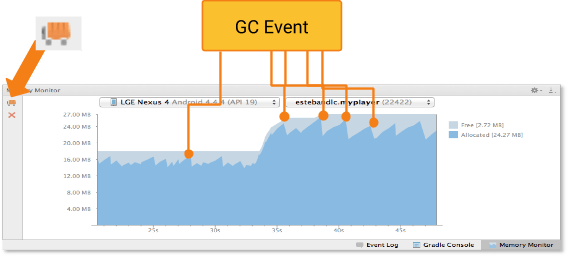 GC Event
Memory Monitor
LGE Nexus 4 Android 4.4.4 (API 19)
estebandlc.myplayer (22422)
27.00 MB
24.00 MB
20.00 MB
16.00 MB
12.00 MB
8.00 MB
4.00 MB
Free [2.72 MB]
Allocated [24.27 MB]
25s
30s
35s
40s
45s
Event Log
Gradle Console
Memory Monitor